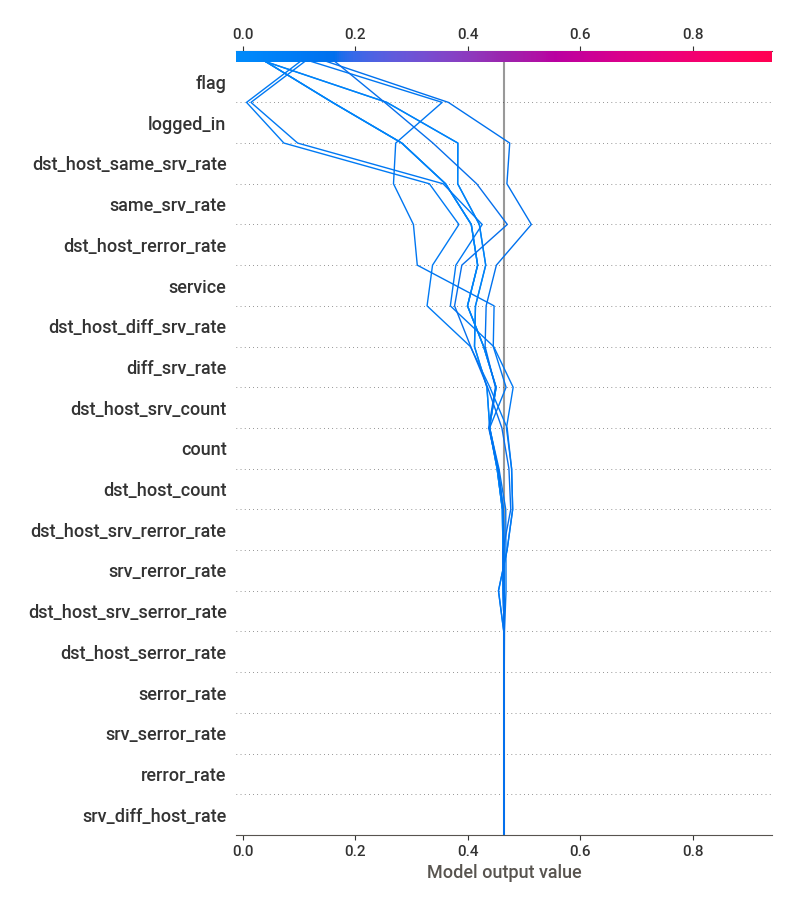 0.0 0.2 0.4 0.6 0.8
flag
logged_in
dst_host_same_srv_rate
same_srv_rate
dst_host_rerror_rate
service
dst_host_diff_srv_rate
diff_srv_rate
dst_host_srv_count
count
dst_host_count
dst_host_srv_rerror_rate
srv_rerror_rate
dst_host_srv_serror_rate
dst_host_serror_rate
serror_rate
srv_serror_rate
rerror_rate
srv_diff_host_rate
0.0 0.2 0.4 0.6 0.8
Model output value